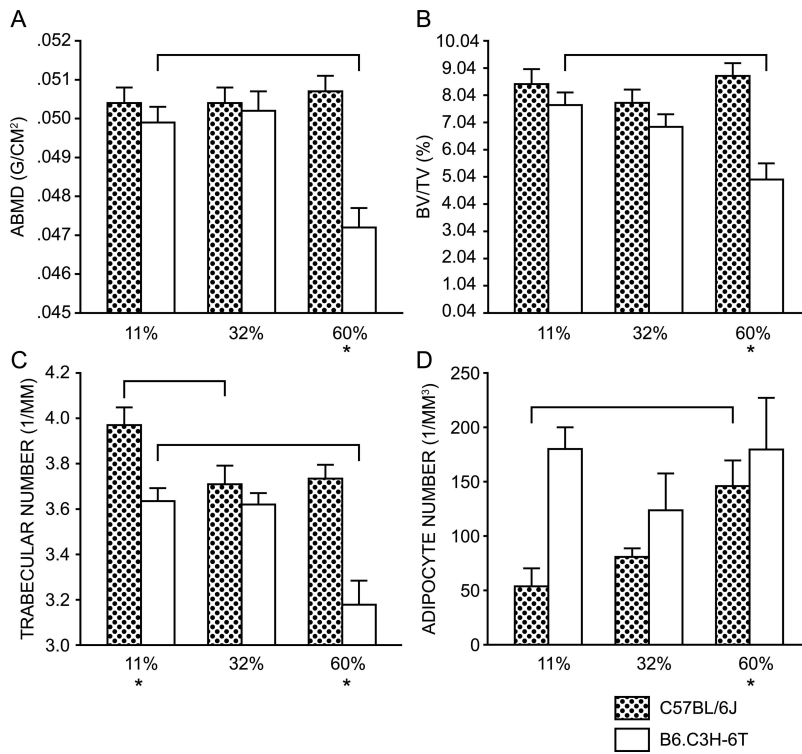 A
.052
.051
.050
.049
.048
.047
.046
.045
ABMD (G/CM²)
11% 32% 60%
*
B
10.04
9.04
8.04
7.04
6.04
5.04
4.04
3.04
2.04
1.04
0.04
BV/TV (%)
11% 32% 60%
*
C
4.2
4.0
3.8
3.6
3.6
3.2
3.0
TRABECULAR NUMBER (1/MM)
11% 32% 60%
* *
D
250
200
150
100
50
0
ADIPOCYTE NUMBER (1/MM³)
11% 32% 60%
*
C57BL/6J
B6.C3H-6T